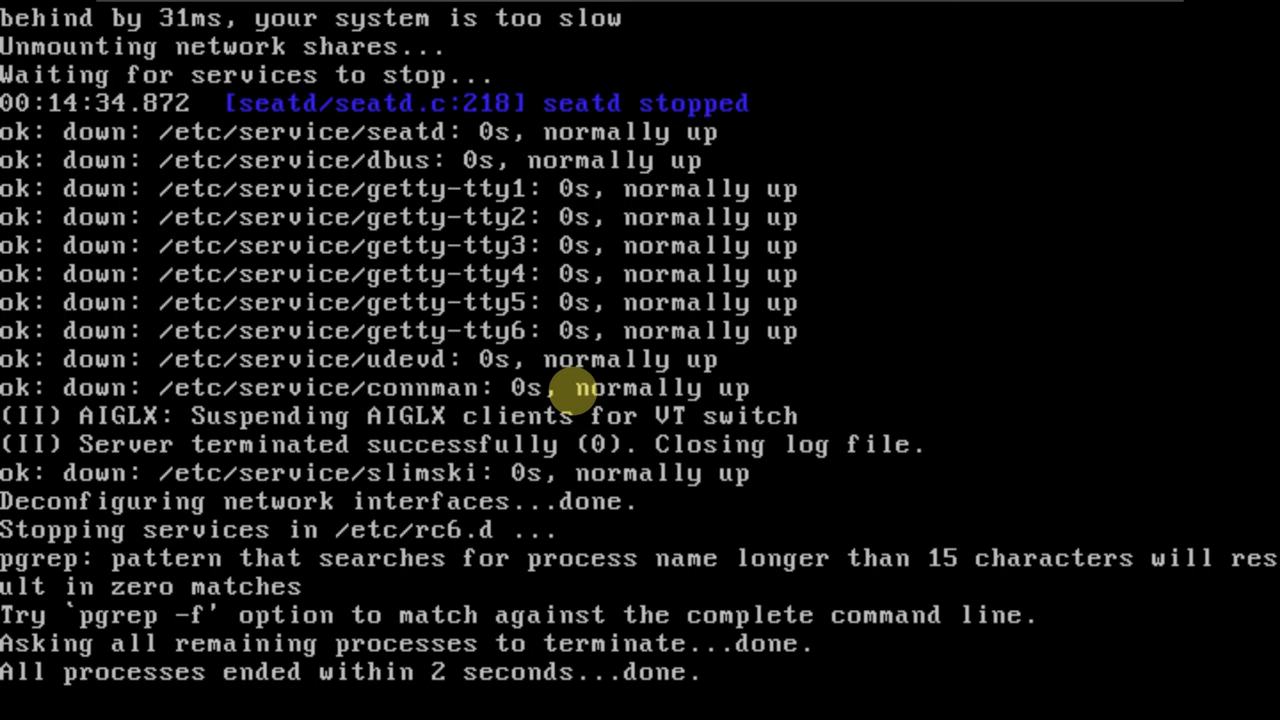 behind by 31ms, your system is too slow
Unmounting network shares...
Waiting for services to stop...
00:14:34.872  [seatd/seatd.c:218] seatd stopped
ok: down: /etc/service/seatd: 0s, normally up
ok: down: /etc/service/dbus: 0s, normally up
ok: down: /etc/service/getty-tty1: 0s, normally up
ok: down: /etc/service/getty-tty2: 0s, normally up
ok: down: /etc/service/getty-tty3: 0s, normally up
ok: down: /etc/service/getty-tty4: 0s, normally up
ok: down: /etc/service/getty-tty5: 0s, normally up
ok: down: /etc/service/getty-tty6: 0s, normally up
ok: down: /etc/service/udevd: 0s, normally up
ok: down: /etc/service/connman: 0s, normally up
(II) AIGLX: Suspending AIGLX clients for VT switch
(II) Server terminated successfully (0). Closing log file.
ok: down: /etc/service/slimski: 0s, normally up
Deconfiguring network interfaces...done.
Stopping services in /etc/rc6.d ...
pgrep: pattern that searches for process name longer than 15 characters will res
ult in zero matches
Try `pgrep -f' option to match against the complete command line.
Asking all remaining processes to terminate...done.
All processes ended within 2 seconds...done.